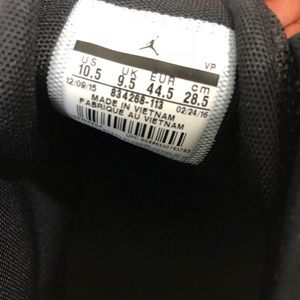 VP
US UK EUR cm
10.5 9.5 44.5 28.5
12/09/15 834268-113 02/24/16
MADE IN VIETNAM
FABRIQUE AU VIETNAM